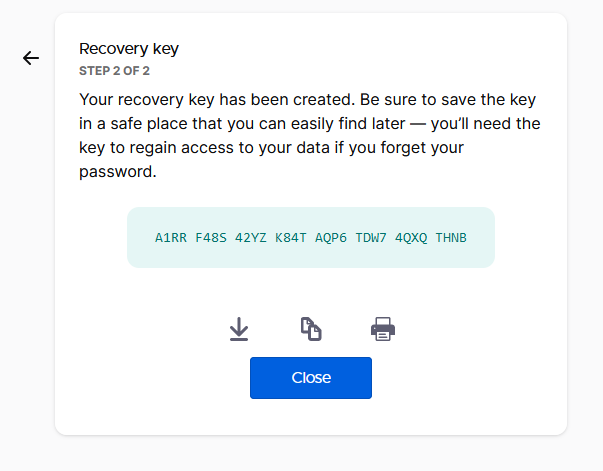 Recovery key
STEP 2 OF 2
Your recovery key has been created. Be sure to save the key
in a safe place that you can easily find later — you’ll need the
key to regain access to your data if you forget your
password.
A1RR F48S 42YZ K84T AQP6 TDW7 4QXQ THNB
Close